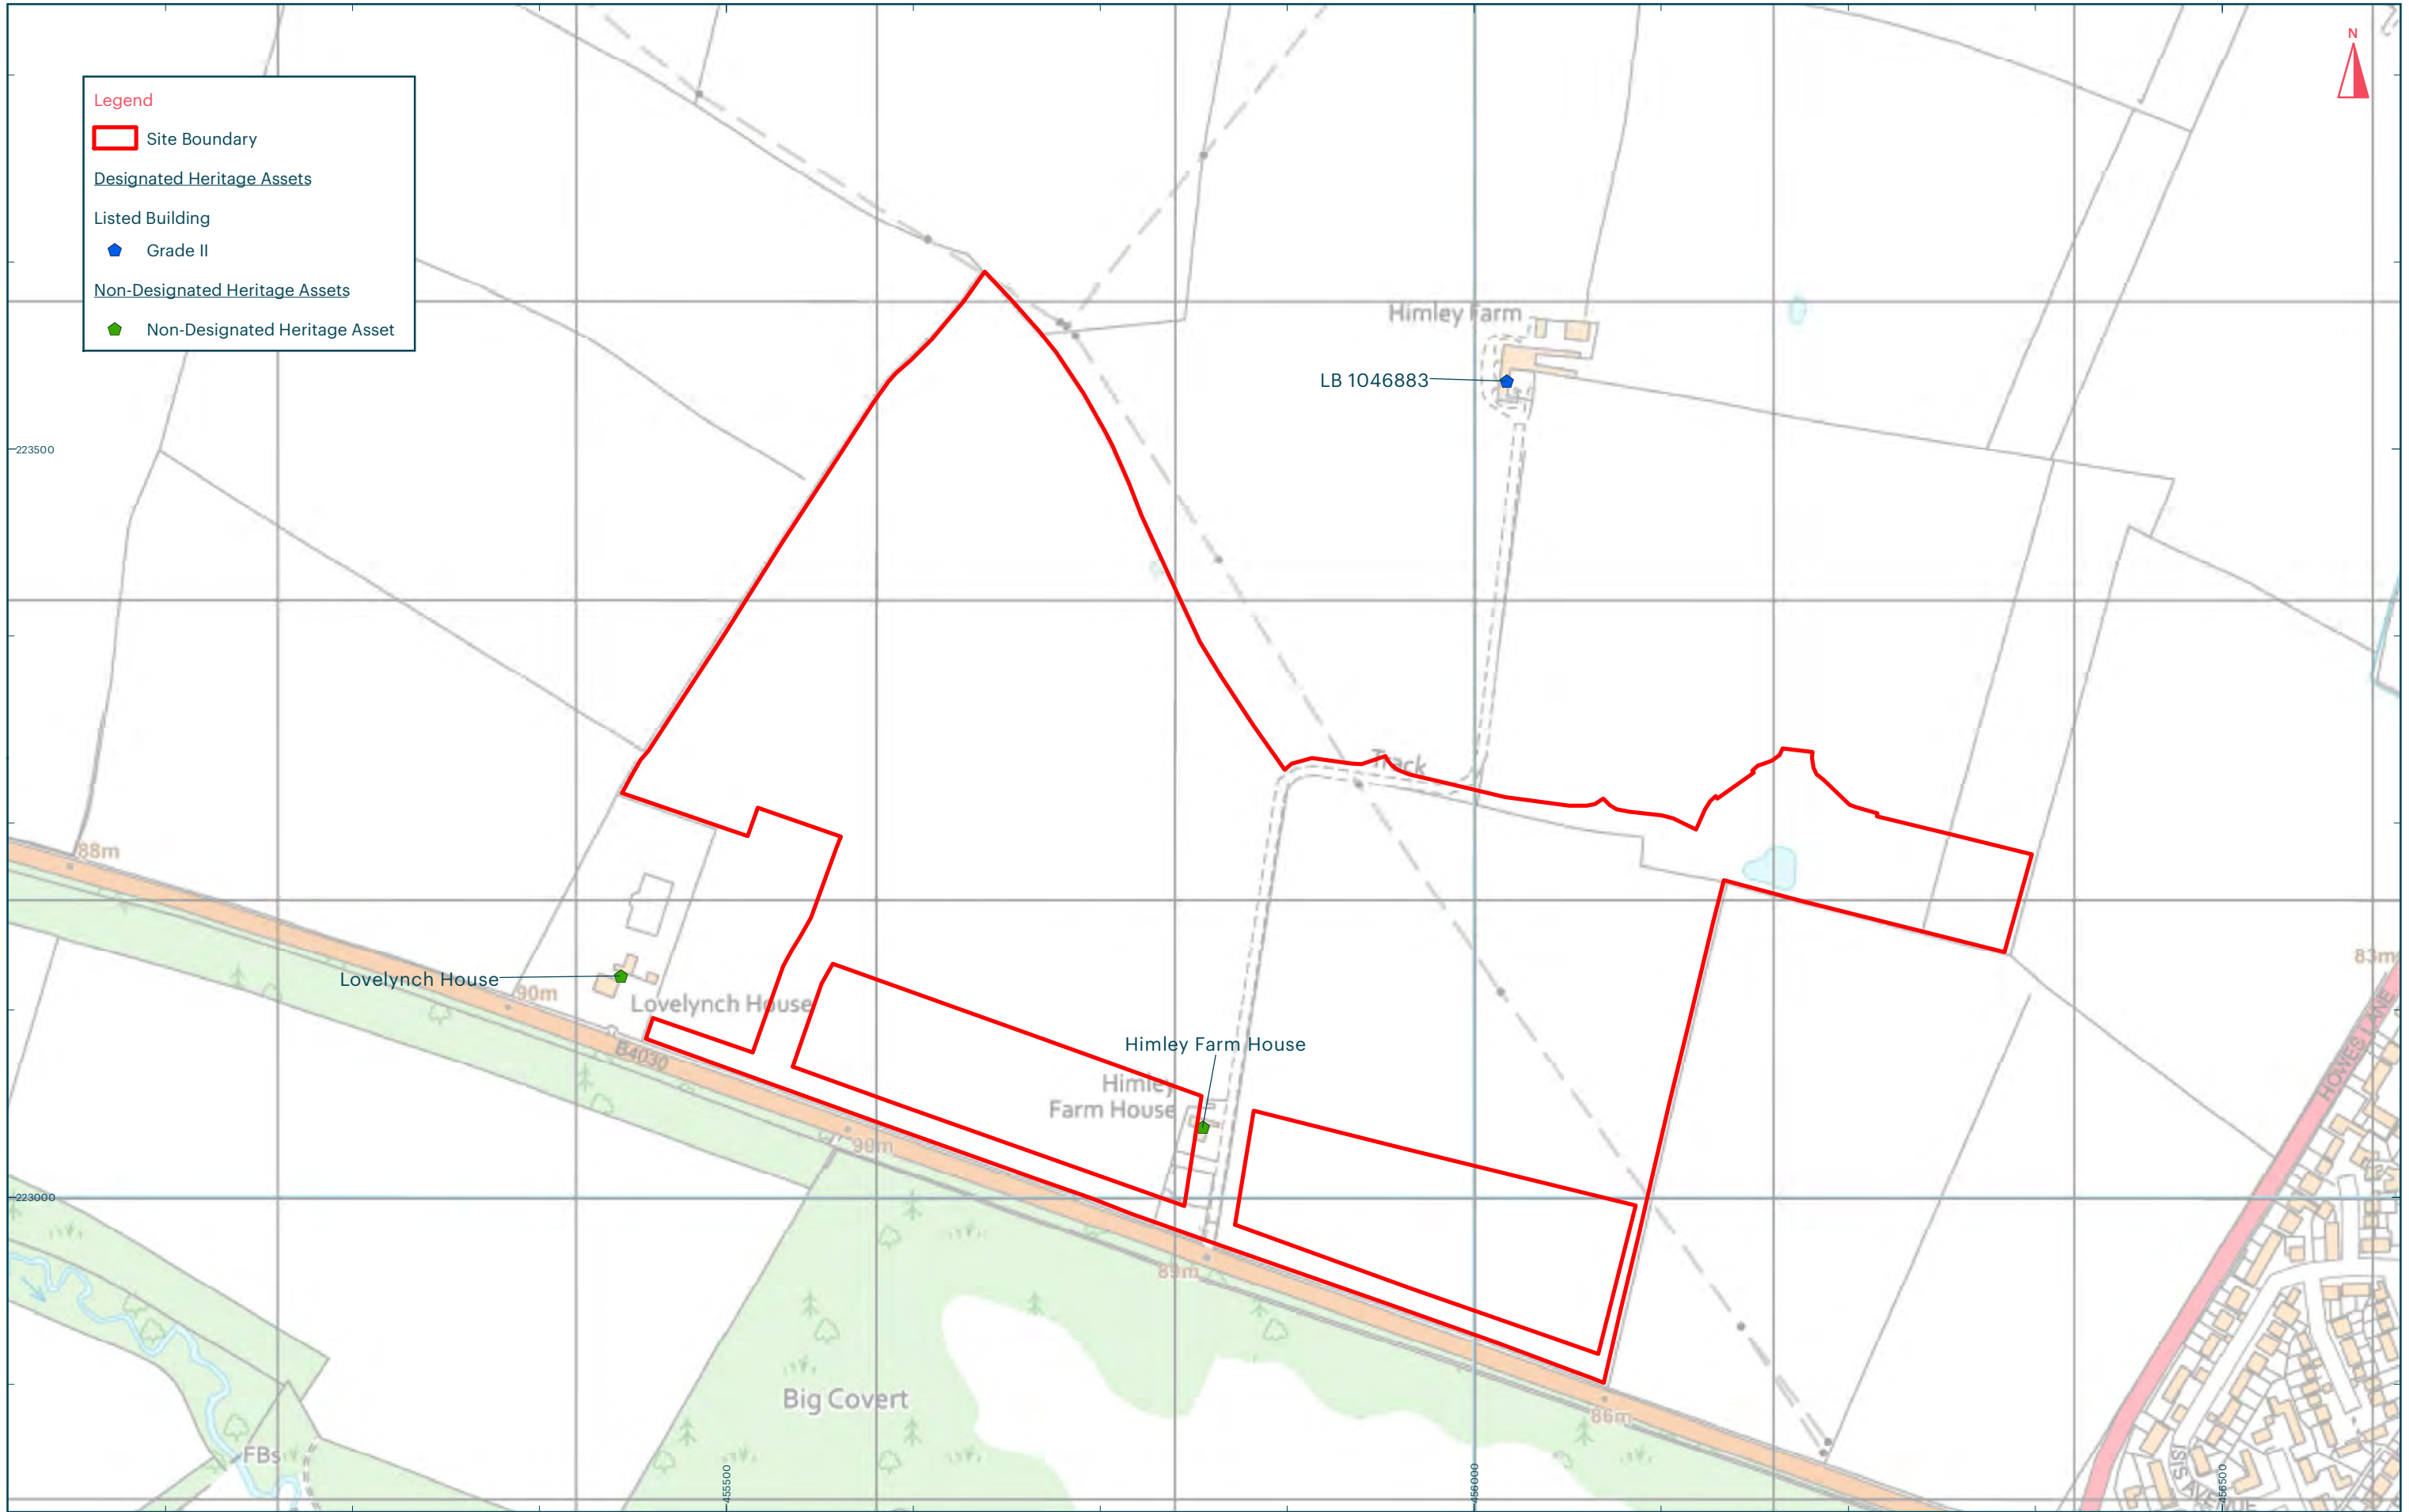 N
Legend
Site Boundary
Designated Heritage Assets
Listed Building
Grade II
Non-Designated Heritage Assets
Non-Designated Heritage Asset
Himley Farm
LB 1046883
223500
Track
88m
83m
Lovelynch House
90m
Lovelynch House
B4030
HOWES LANE
Himley Farm House
Himley
Farm House
90m
223000
89m
Big Covert
86m
FBs
455500
456000
456500
ISIS
AVENUE